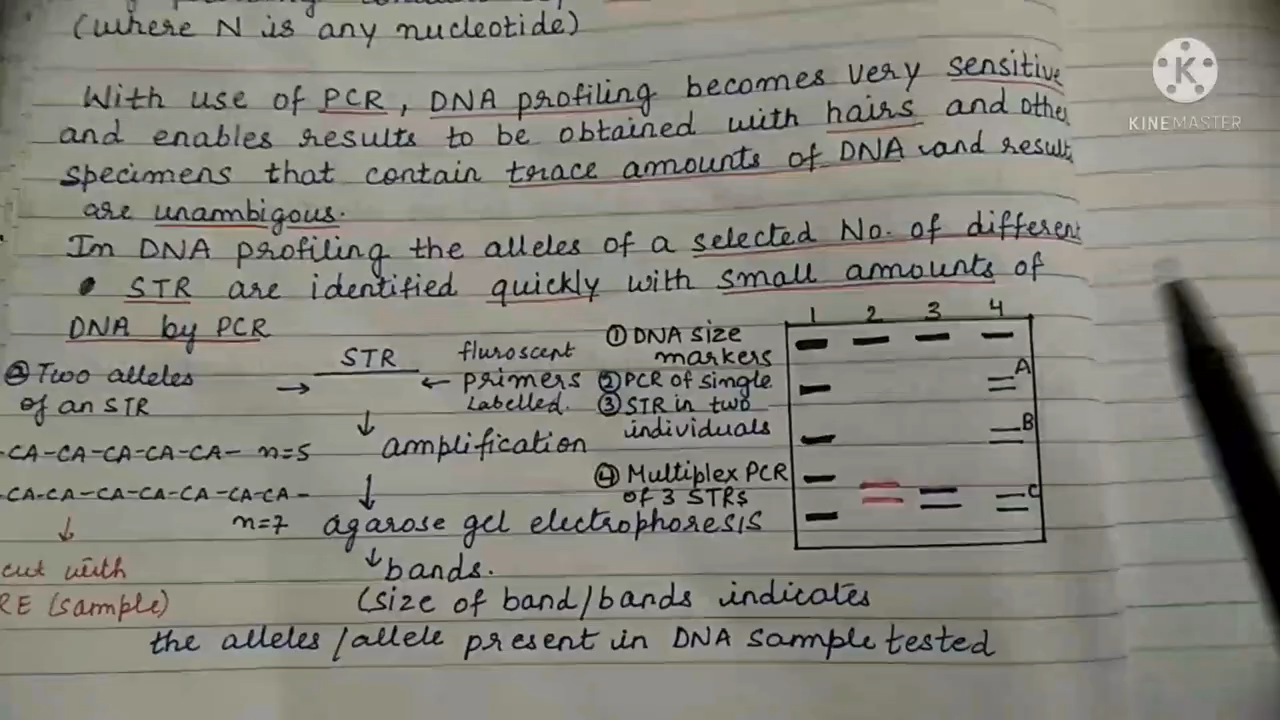 (where N is any nucleotide)
With use of PCR, DNA profiling becomes very sensitive
and enables results to be obtained with hairs and other
specimens that contain trace amounts of DNA and result
are unambigous.
In DNA profiling the alleles of a selected No. of different
• STR are identified quickly with small amounts of
DNA by PCR
② Two alleles
of an STR
-CA-CA-CA-CA-CA- n=5
-CA-CA-CA-CA-CA-CA-CA-
n=7
↓
cut with
RE (sample)
→ STR ←
fluroscent
primers
labelled.
↓ amplification
↓
agarose gel electrophoresis
↓ bands.
(size of band/bands indicates
the alleles/allele present in DNA sample tested
① DNA size
markers
② PCR of single
③ STR in two
individuals
④ Multiplex PCR
of 3 STRs
1 2 3 4
A
B
C
K
KINEMASTER